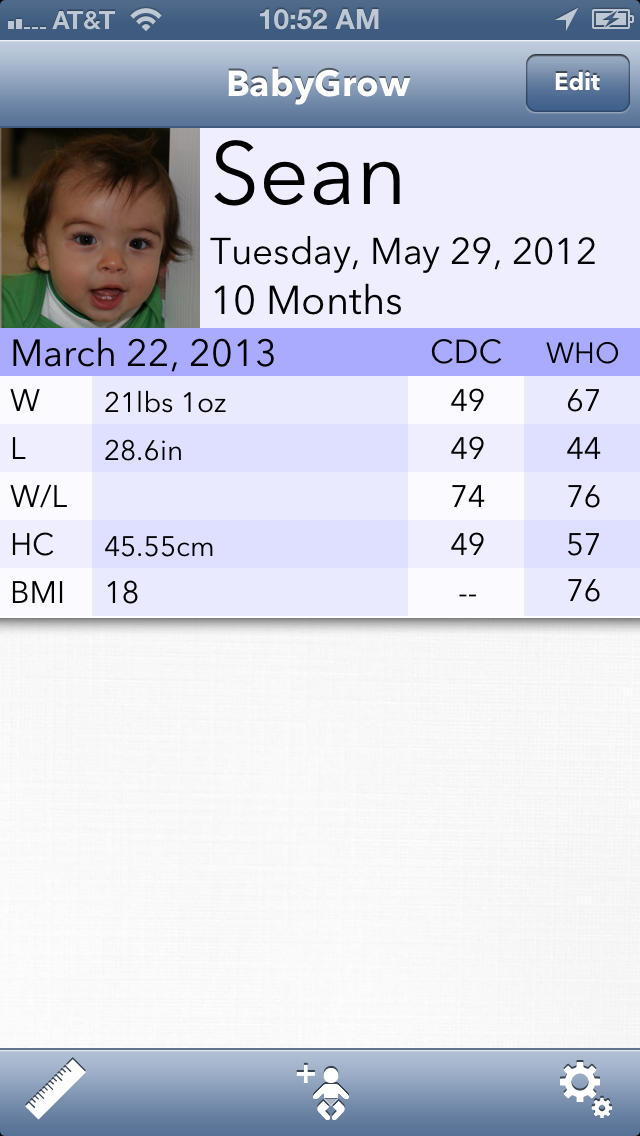 AT&T 10:52 AM
BabyGrow Edit
Sean
Tuesday, May 29, 2012
10 Months
March 22, 2013 CDC WHO
W 21lbs 1oz 49 67
L 28.6in 49 44
W/L 74 76
HC 45.55cm 49 57
BMI 18 -- 76